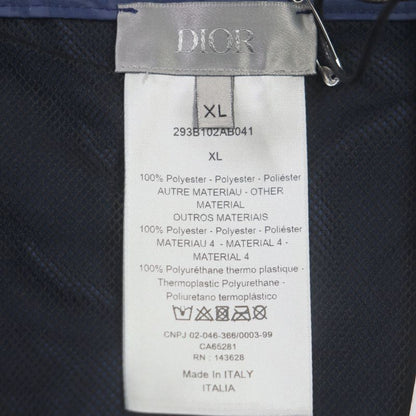 DIOR
XL
293B102AB041
XL
100% Polyester - Polyester - Poliéster
AUTRE MATERIAU - OTHER
MATERIAL
OUTROS MATERIAIS
100% Polyester - Polyester - Poliéster
MATERIAU 4 - MATERIAL 4 -
MATERIAL 4
100% Polyuréthane thermo plastique -
Thermoplastic Polyurethane -
Poliuretano termoplástico
CNPJ 02-046-366/0003-99
CA65281
RN : 143628
Made In ITALY
ITALIA